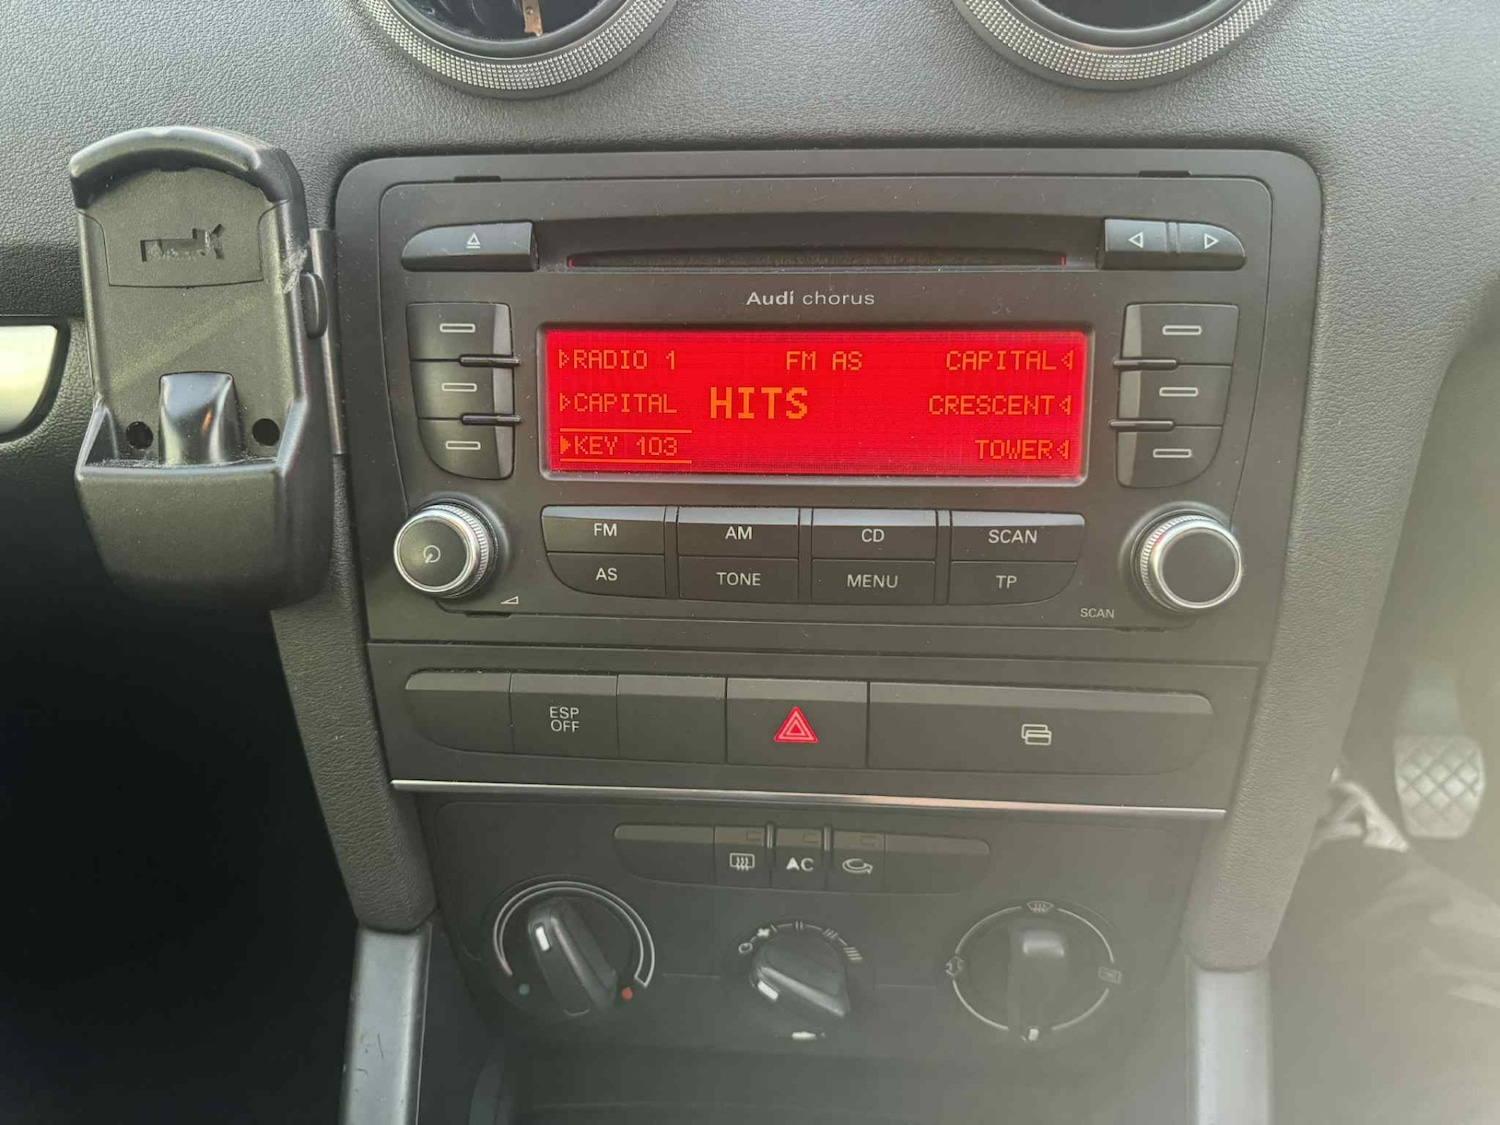 Audi chorus
RADIO 1 FM AS CAPITAL
CAPITAL HITS CRESCENT
KEY 103 TOWER
FM AM CD SCAN
AS TONE MENU TP
SCAN
ESP
OFF
AC